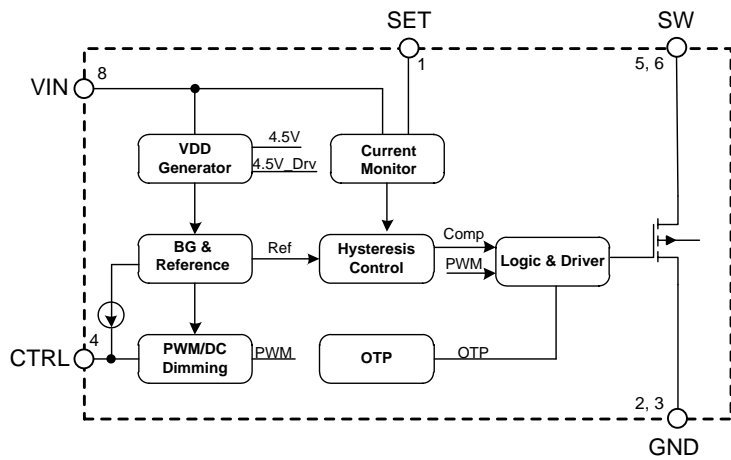 SET
SW
1
5, 6
VIN
8
4.5V
VDD
Generator
4.5V_Drv
Current
Monitor
BG &
Reference
Ref
Hysteresis
Control
Comp
PWM
Logic & Driver
4
CTRL
PWM/DC
Dimming
PWM
OTP
OTP
2, 3
GND